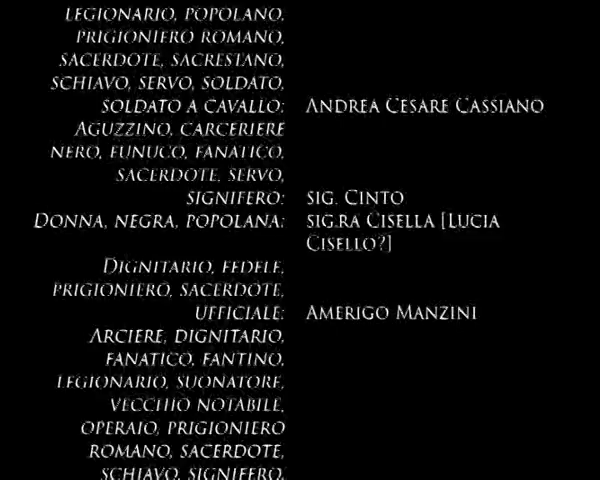 LEGIONARIO, POPOLANO,
PRIGIONIERO ROMANO,
SACERDOTE, SACRESTANO,
SCHIAVO, SERVO, SOLDATO,
SOLDATO A CAVALLO: ANDREA CESARE CASSIANO
AGUZZINO, CARCERIERE
NERO, EUNUCO, FANATICO,
SACERDOTE, SERVO,
SIGNIFERO: SIG. CINTO
DONNA, NEGRA, POPOLANA: SIG.RA CISELLA [LUCIA
CISELLO?]
DIGNITARIO, FEDELE,
PRIGIONIERO, SACERDOTE,
UFFICIALE: AMERIGO MANZINI
ARCIERE, DIGNITARIO,
FANATICO, FANTINO,
LEGIONARIO, SUONATORE,
VECCHIO NOTABILE,
OPERAIO, PRIGIONIERO
ROMANO, SACERDOTE,
SCHIAVO, SIGNIFERO,